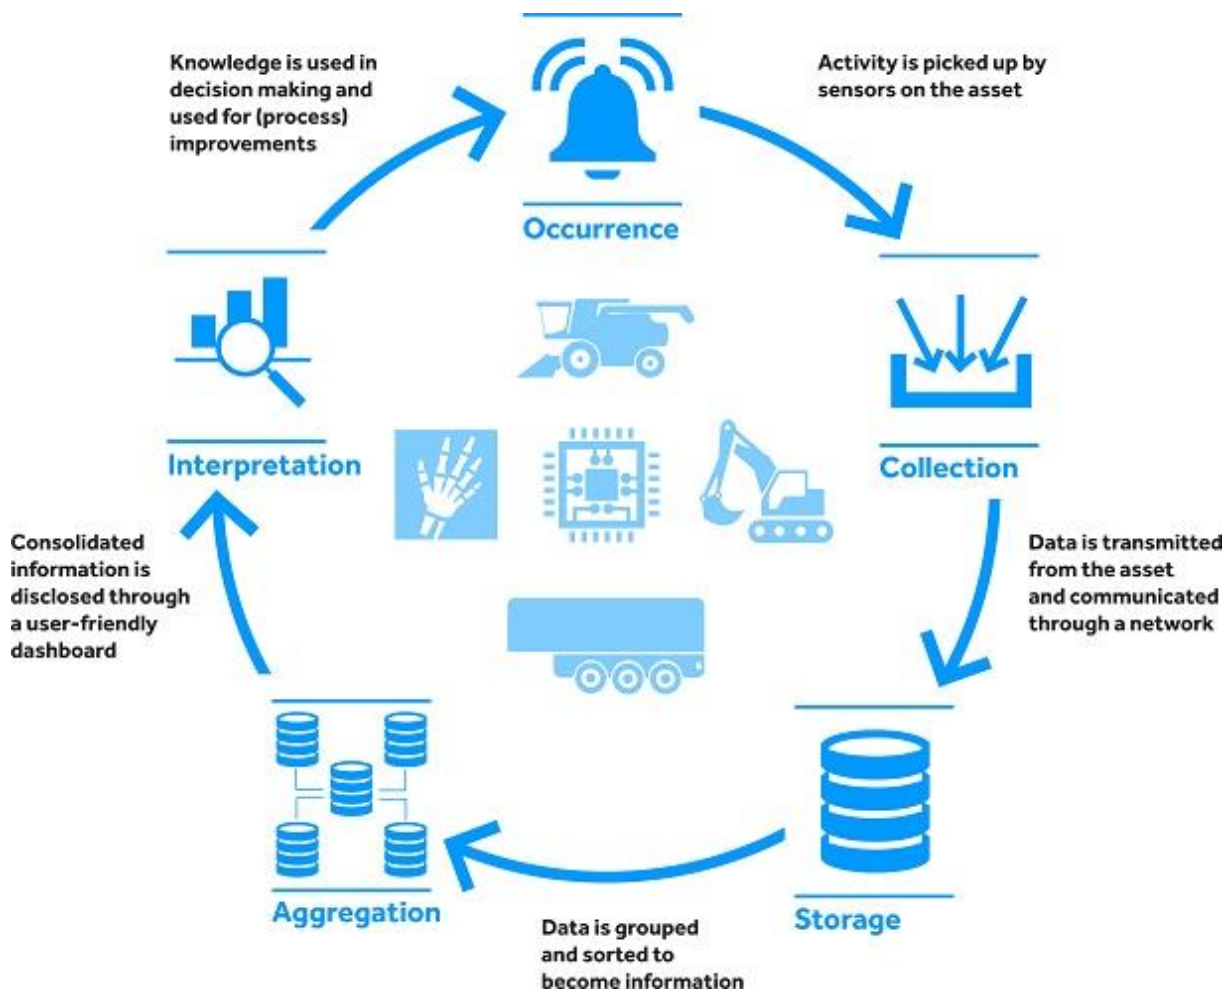 Knowledge is used in
decision making and
used for (process)
improvements
Activity is picked up by
sensors on the asset
Occurrence
Interpretation
Collection
Consolidated
information is
disclosed through
a user-friendly
dashboard
Data is transmitted
from the asset
and communicated
through a network
Aggregation
Storage
Data is grouped
and sorted to
become information